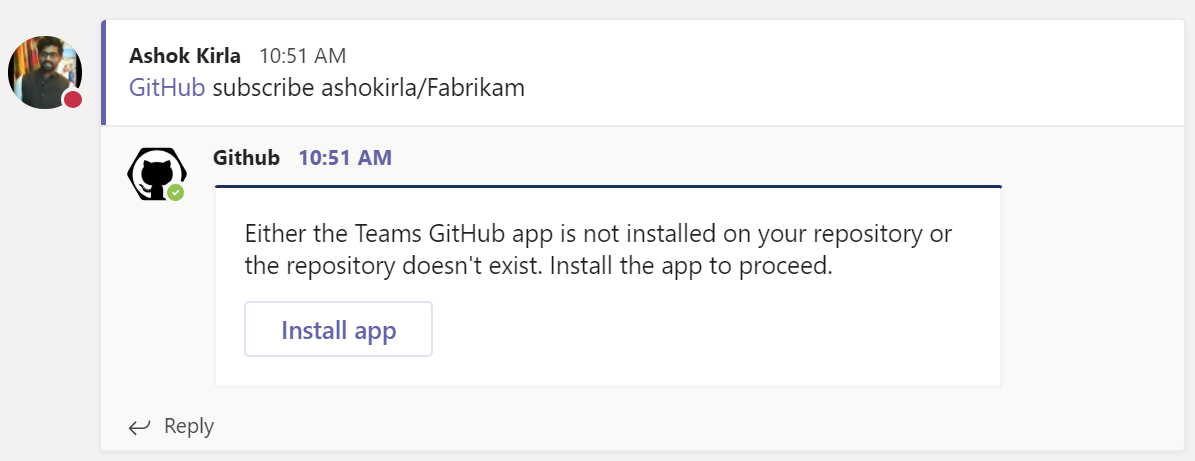 Ashok Kirla 10:51 AM
GitHub subscribe ashokirla/Fabrikam
Github 10:51 AM
Either the Teams GitHub app is not installed on your repository or
the repository doesn't exist. Install the app to proceed.
Install app
Reply